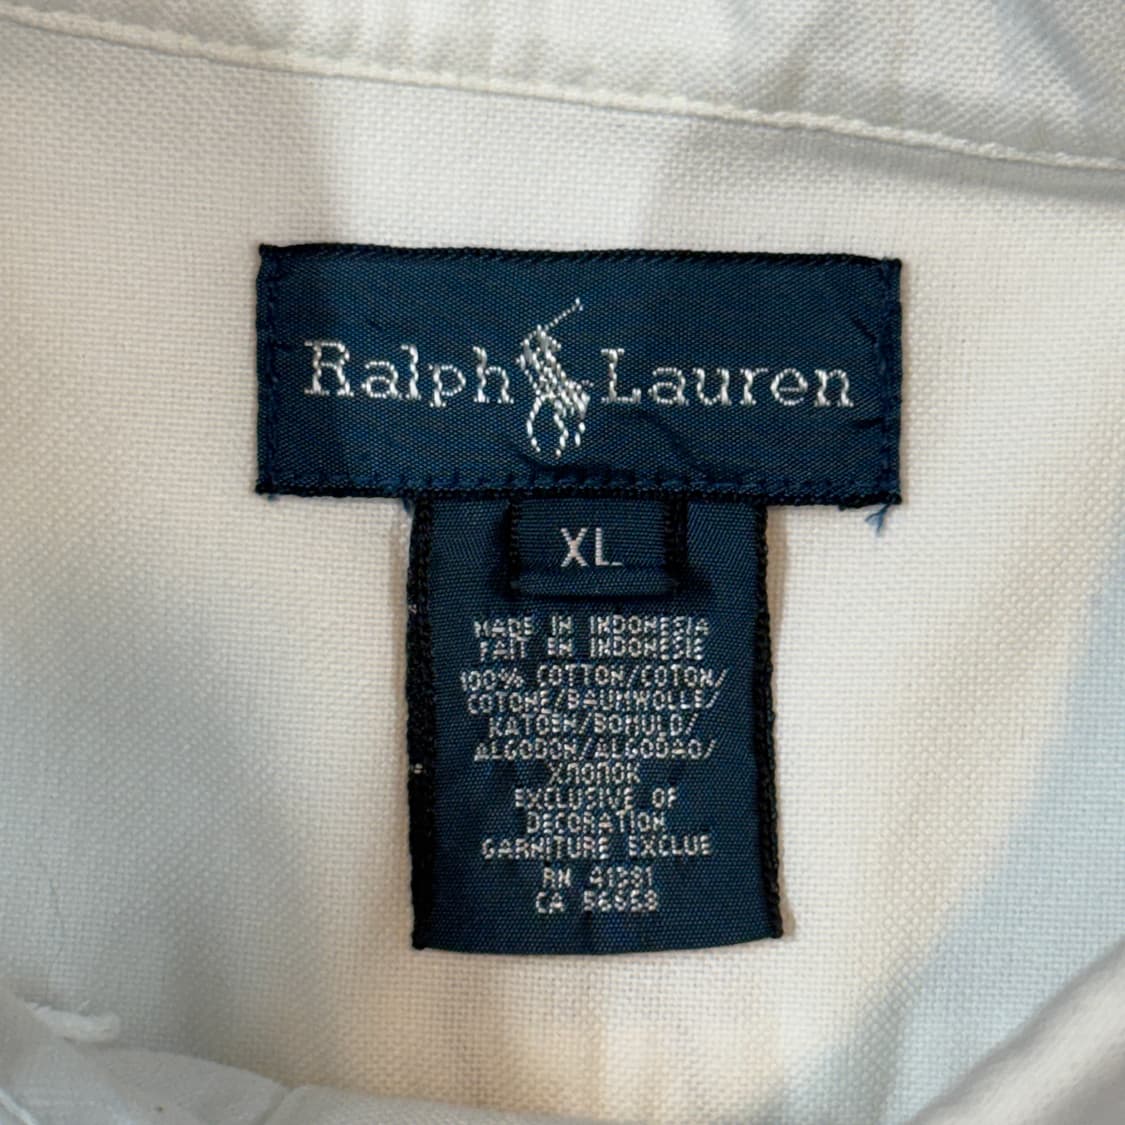 Ralph Lauren
XL
MADE IN INDONESIA
FAIT EN INDONESIE
100% COTTON/COTON/
COTONE/BAUMWOLLE/
KATOEN/BOMULD/
ALGODON/ALGODAO/
ХЛОПОК
EXCLUSIVE OF
DECORATION
GARNITURE EXCLUE
RN 41381
CA 56658